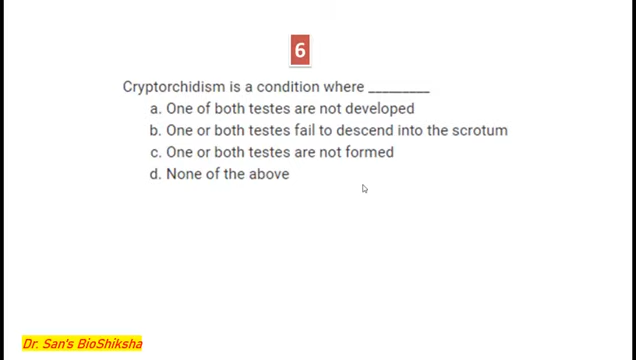 6
Cryptorchidism is a condition where _________
a. One of both testes are not developed
b. One or both testes fail to descend into the scrotum
c. One or both testes are not formed
d. None of the above
Dr. San's BioShiksha